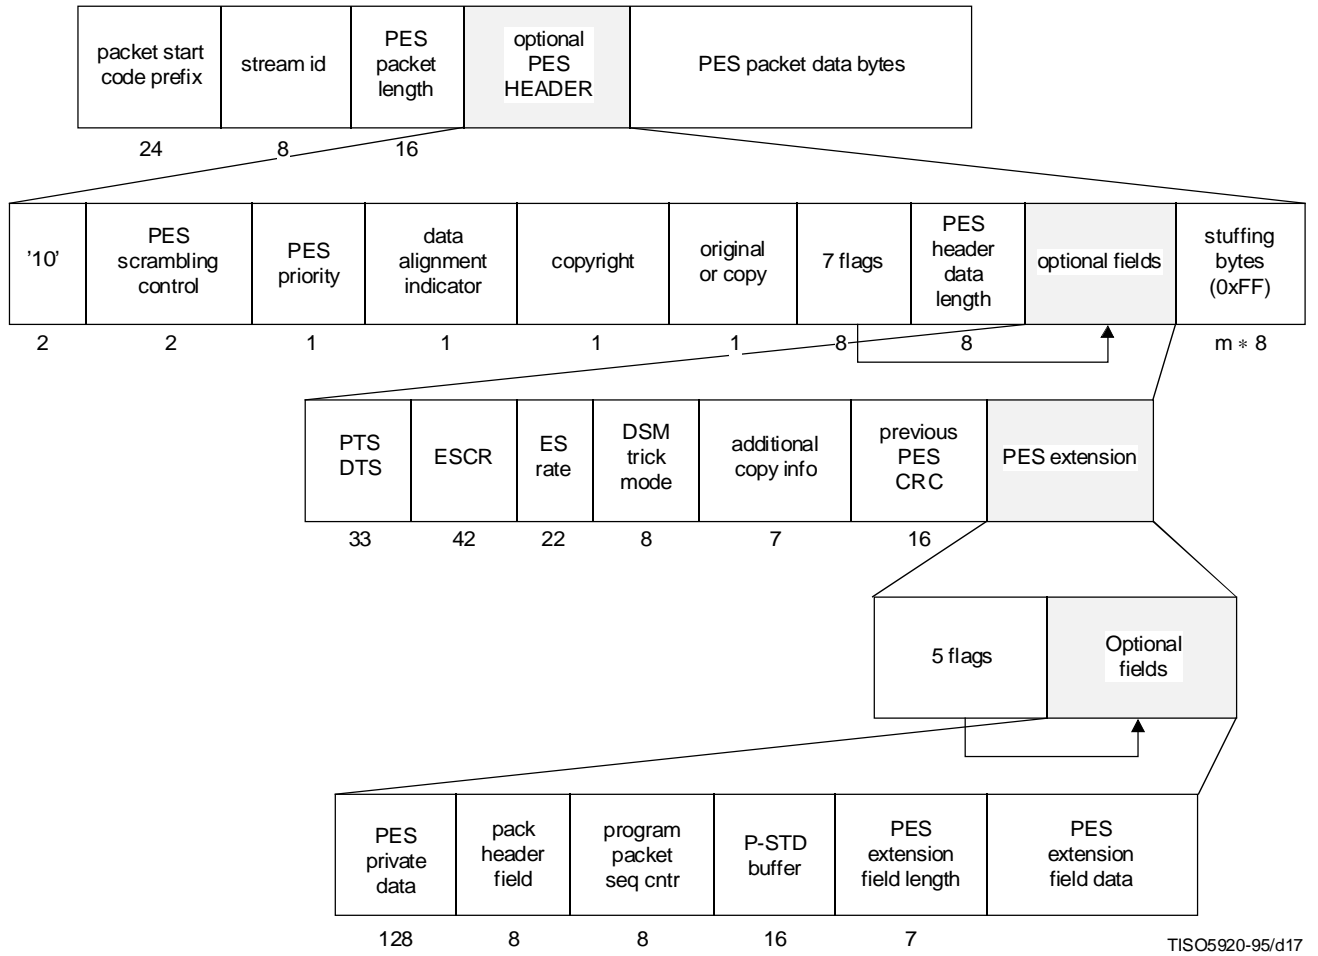 packet start
code prefix
stream id
PES
packet
length
optional
PES
HEADER
PES packet data bytes
24
8
16
'10'
PES
scrambling
control
PES
priority
data
alignment
indicator
copyright
original
or copy
7 flags
PES
header
data
length
optional fields
stuffing
bytes
(0xFF)
2
2
1
1
1
1
8
8
m ∗ 8
PTS
DTS
ESCR
ES
rate
DSM
trick
mode
additional
copy info
previous
PES
CRC
PES extension
33
42
22
8
7
16
5 flags
Optional
fields
PES
private
data
pack
header
field
program
packet
seq cntr
P-STD
buffer
PES
extension
field length
PES
extension
field data
128
8
8
16
7
TISO5920-95/d17